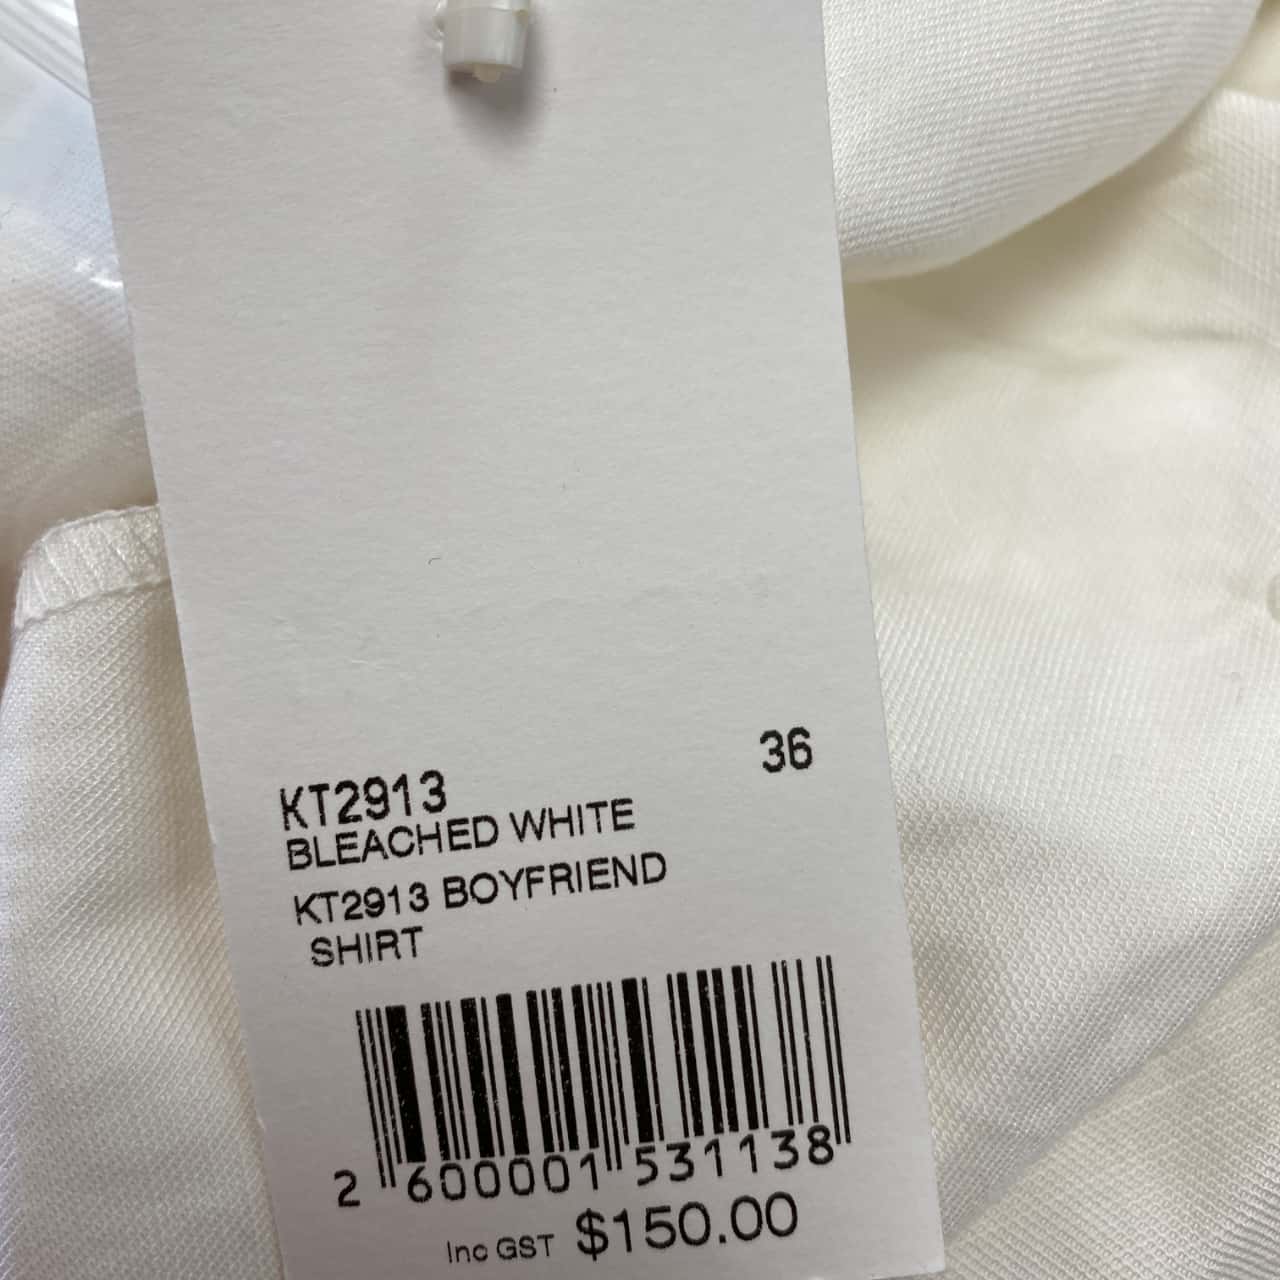 36
KT2913
BLEACHED WHITE
KT2913 BOYFRIEND
SHIRT
2 600001 531138
Inc GST $150.00